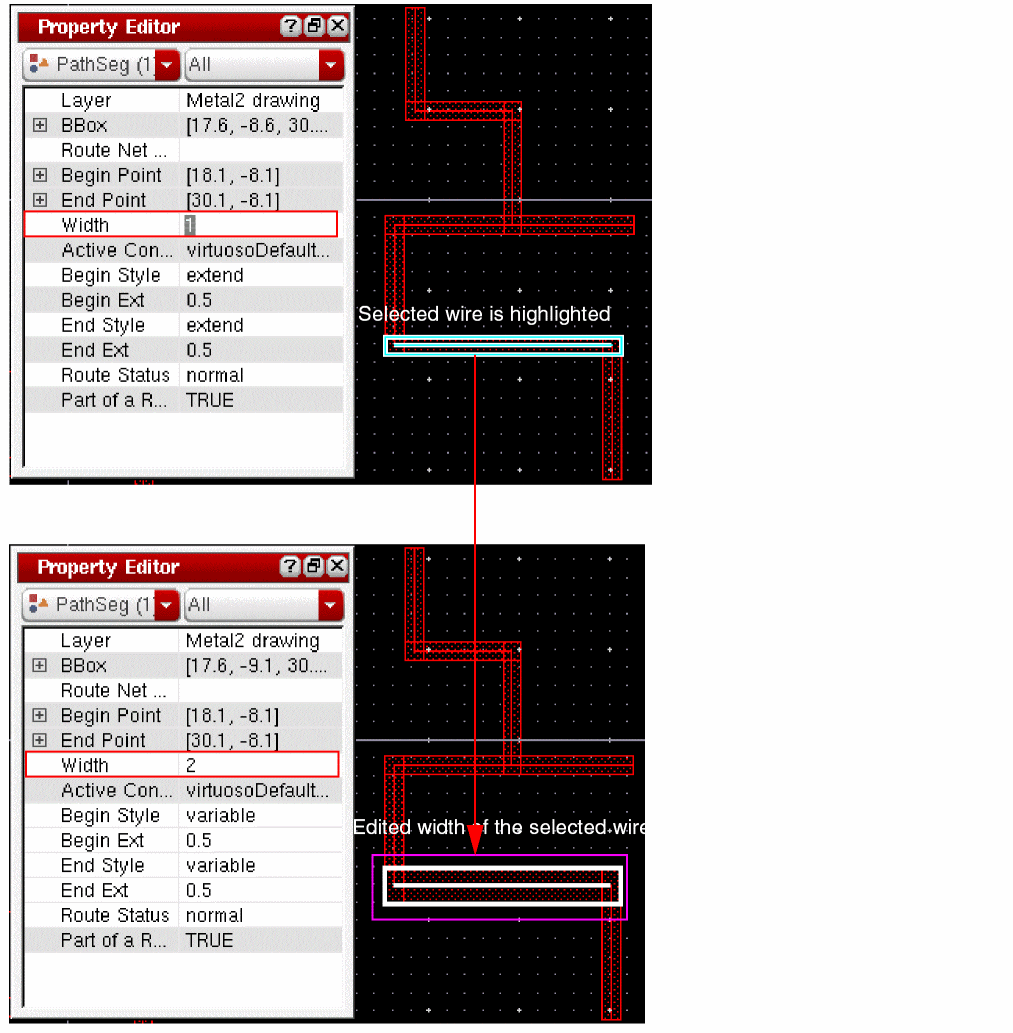 Property Editor
PathSeg (1) All
Layer Metal2 drawing
BBox [17.6, -8.6, 30....
Route Net ...
Begin Point [18.1, -8.1]
End Point [30.1, -8.1]
Width 1
Active Con... virtuosoDefault...
Begin Style extend
Begin Ext 0.5
End Style extend
End Ext 0.5
Route Status normal
Part of a R... TRUE
Selected wire is highlighted
Property Editor
PathSeg (1) All
Layer Metal2 drawing
BBox [17.6, -9.1, 30....
Route Net ...
Begin Point [18.1, -8.1]
End Point [30.1, -8.1]
Width 2
Active Con... virtuosoDefault...
Begin Style variable
Begin Ext 0.5
End Style variable
End Ext 0.5
Route Status normal
Part of a R... TRUE
Edited width of the selected wire